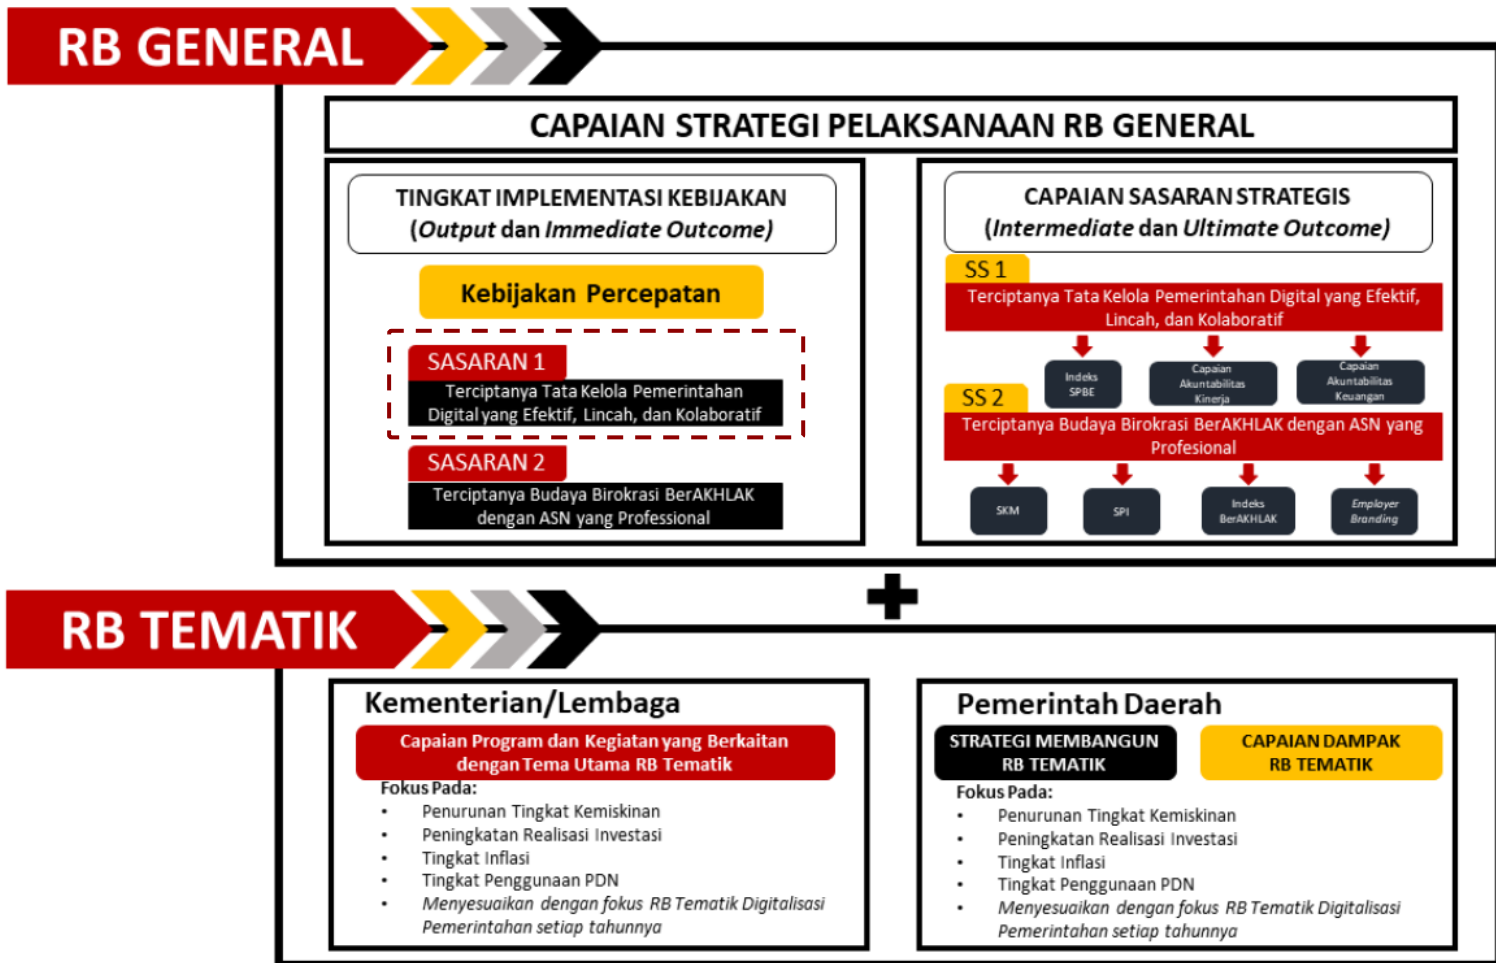 RB GENERAL
CAPAIAN STRATEGI PELAKSANAAN RB GENERAL
TINGKAT IMPLEMENTASI KEBIJAKAN
(Output dan Immediate Outcome)
Kebijakan Percepatan
SASARAN 1
Terciptanya Tata Kelola Pemerintahan
Digital yang Efektif, Lincah, dan Kolaboratif
SASARAN 2
Terciptanya Budaya Birokrasi BerAKHLAK
dengan ASN yang Professional
CAPAIAN SASARAN STRATEGIS
(Intermediate dan Ultimate Outcome)
SS 1
Terciptanya Tata Kelola Pemerintahan Digital yang Efektif,
Lincah, dan Kolaboratif
Indeks
SPBE
Capaian
Akuntabilitas
Kinerja
Capaian
Akuntabilitas
Keuangan
SS 2
Terciptanya Budaya Birokrasi BerAKHLAK dengan ASN yang
Profesional
SKM
SPI
Indeks
BerAKHLAK
Employer
Branding
RB TEMATIK
Kementerian/Lembaga
Capaian Program dan Kegiatan yang Berkaitan
dengan Tema Utama RB Tematik
Fokus Pada:
• Penurunan Tingkat Kemiskinan
• Peningkatan Realisasi Investasi
• Tingkat Inflasi
• Tingkat Penggunaan PDN
• Menyesuaikan dengan fokus RB Tematik Digitalisasi
Pemerintahan setiap tahunnya
Pemerintah Daerah
STRATEGI MEMBANGUN
RB TEMATIK
CAPAIAN DAMPAK
RB TEMATIK
Fokus Pada:
• Penurunan Tingkat Kemiskinan
• Peningkatan Realisasi Investasi
• Tingkat Inflasi
• Tingkat Penggunaan PDN
• Menyesuaikan dengan fokus RB Tematik Digitalisasi
Pemerintahan setiap tahunnya